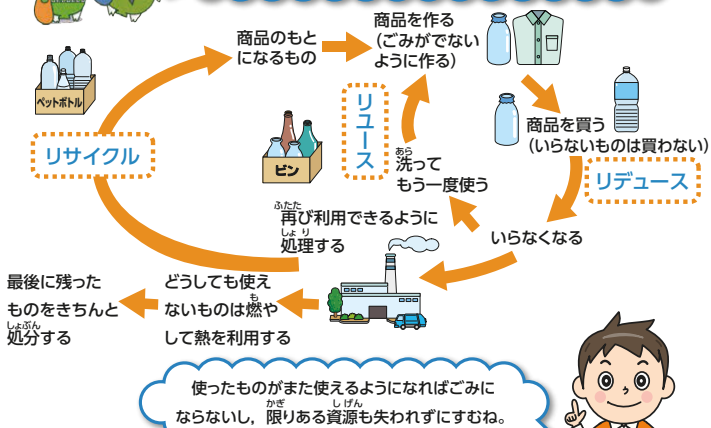 商品のもと
になるもの
商品を作る
(ごみがでない
ように作る)
ペットボトル
リサイクル
リユース
ビン
洗って
あら
もう一度使う
商品を買う
(いらないものは買わない)
リデュース
いらなくなる
ふたた
再び利用できるように
しょり
処理する
最後に残った
ものをきちんと
しょぶん
処分する
どうしても使え
ないものは燃や
も
して熱を利用する
使ったものがまた使えるようになればごみに
かぎ
しげん
ならないし，限りある資源も失われずにすむね。